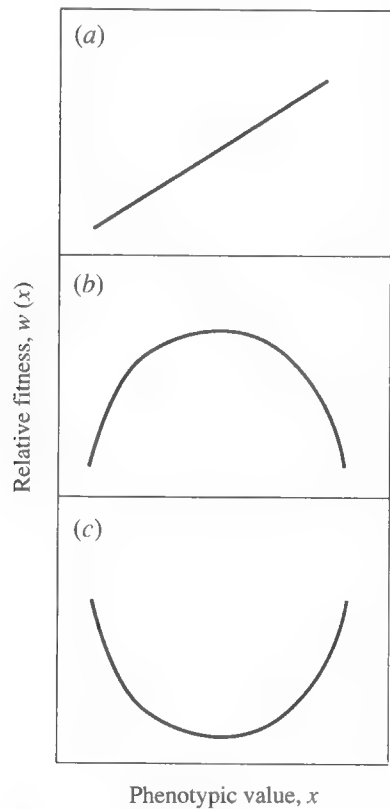 (a)
(b)
(c)
Relative fitness, w (x)
Phenotypic value, x